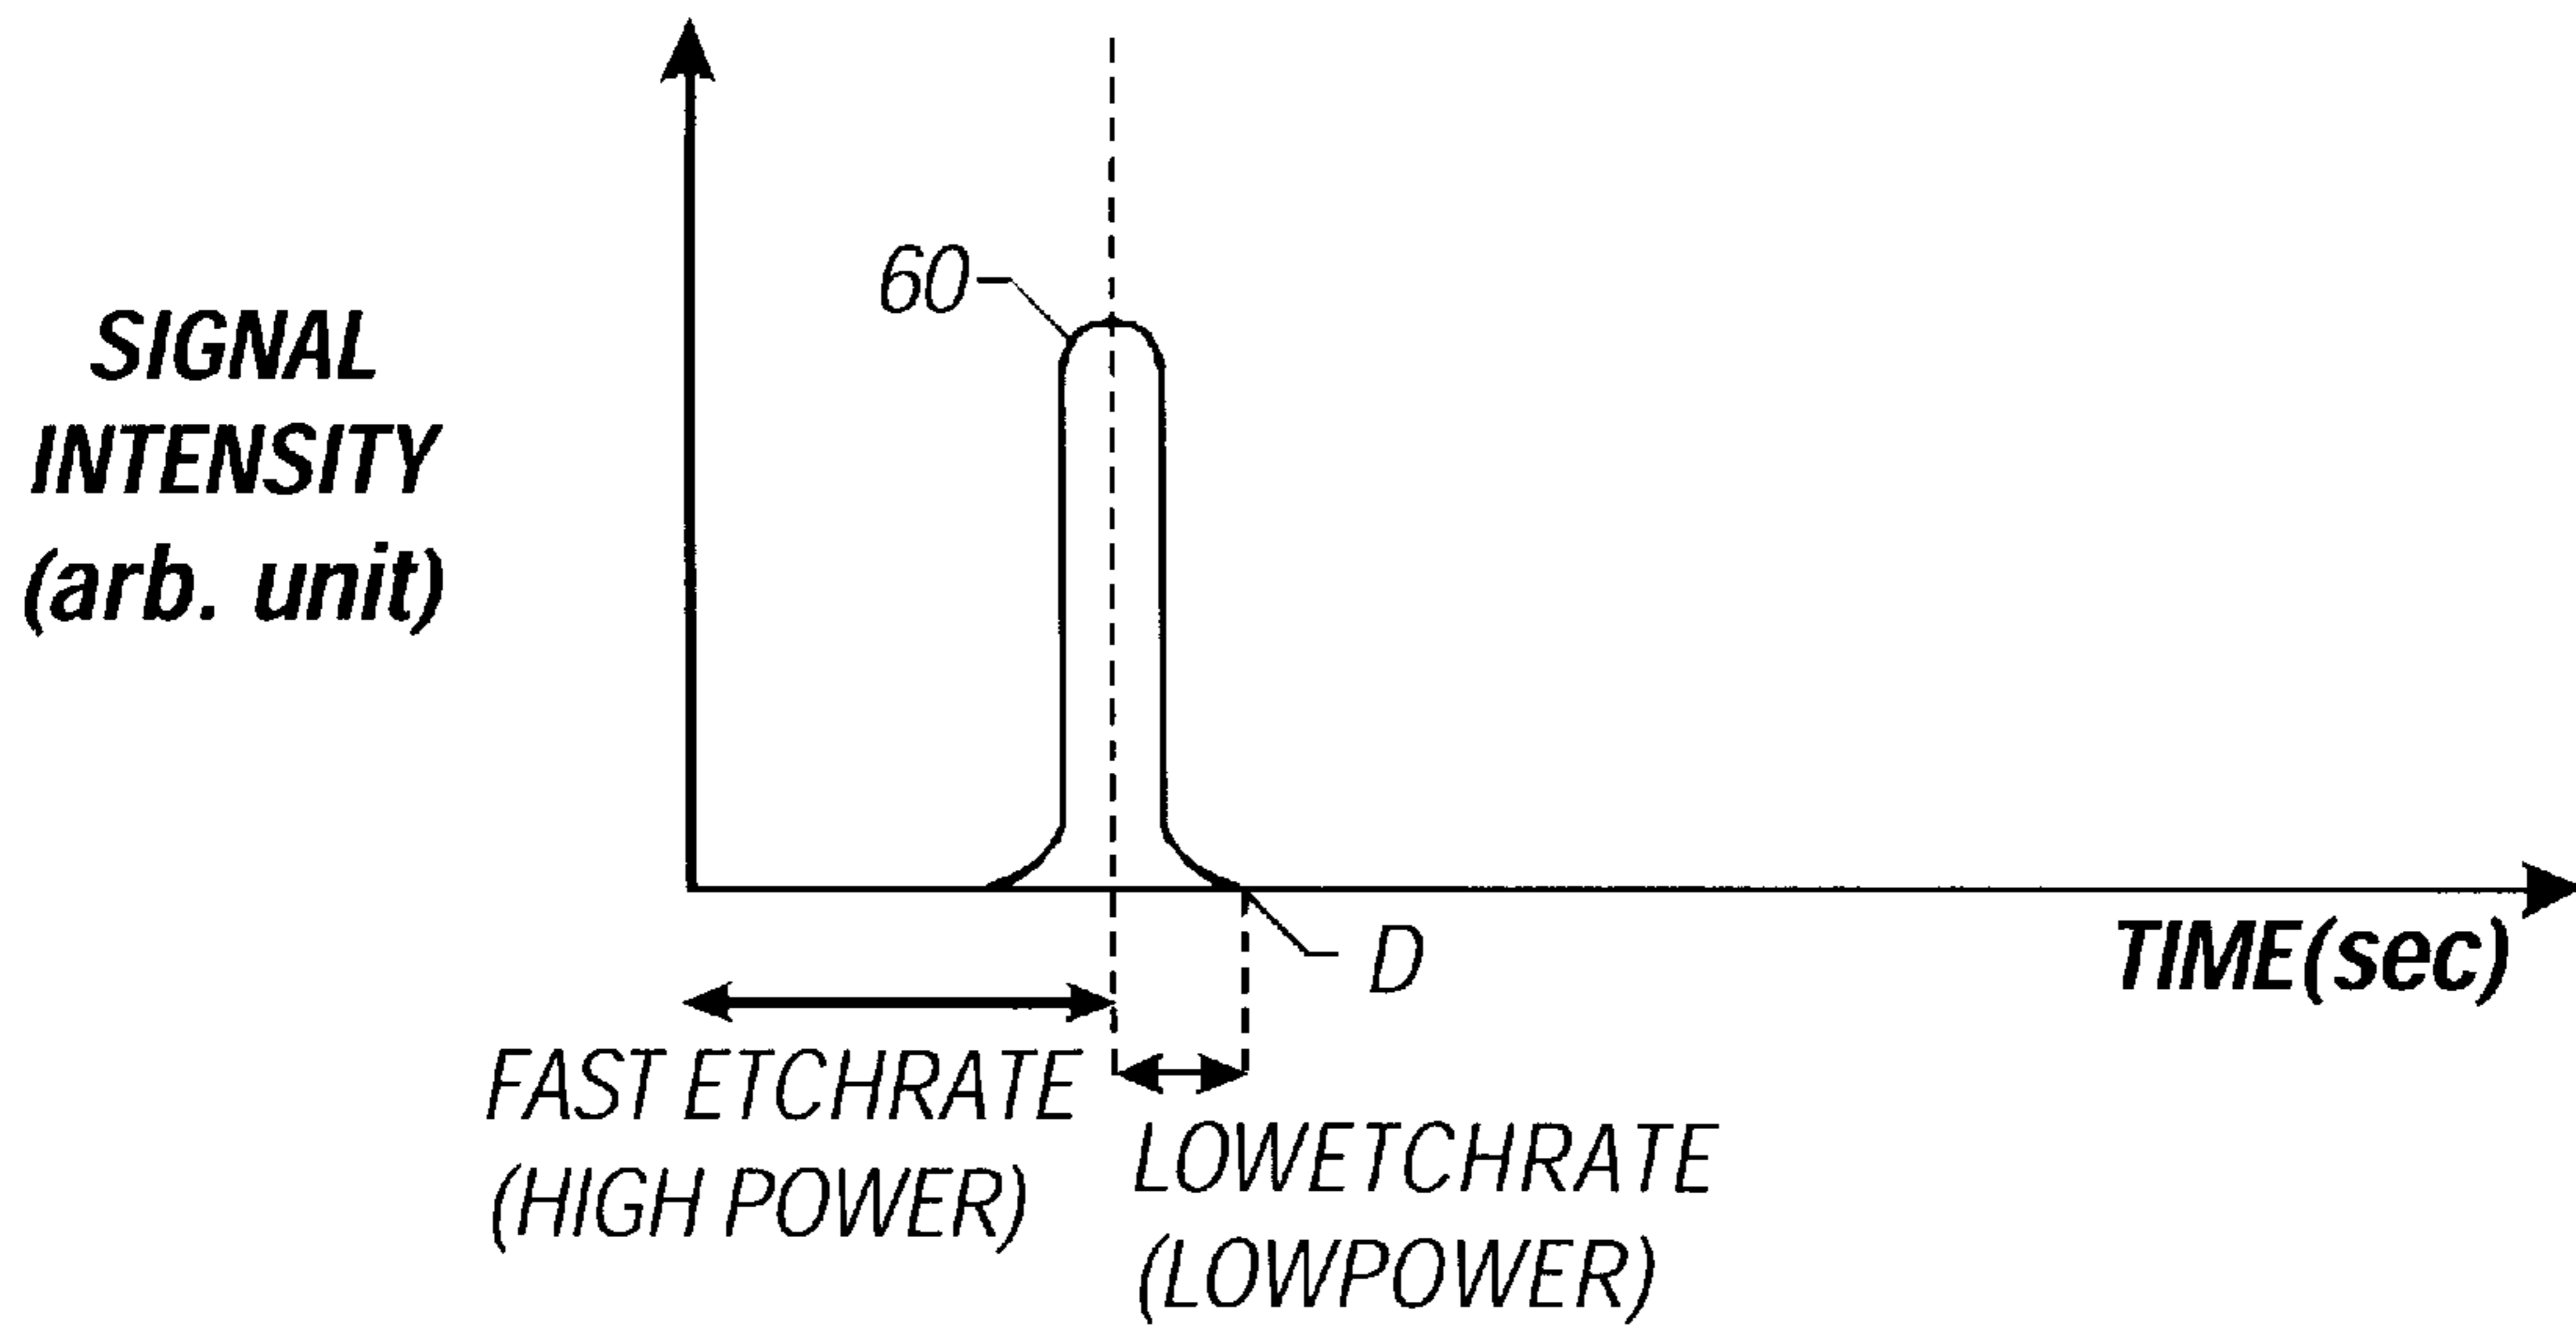 60
SIGNAL
INTENSITY
(arb. unit)
D
TIME(sec)
FAST ETCHRATE
(HIGH POWER)
LOWETCHRATE
(LOWPOWER)